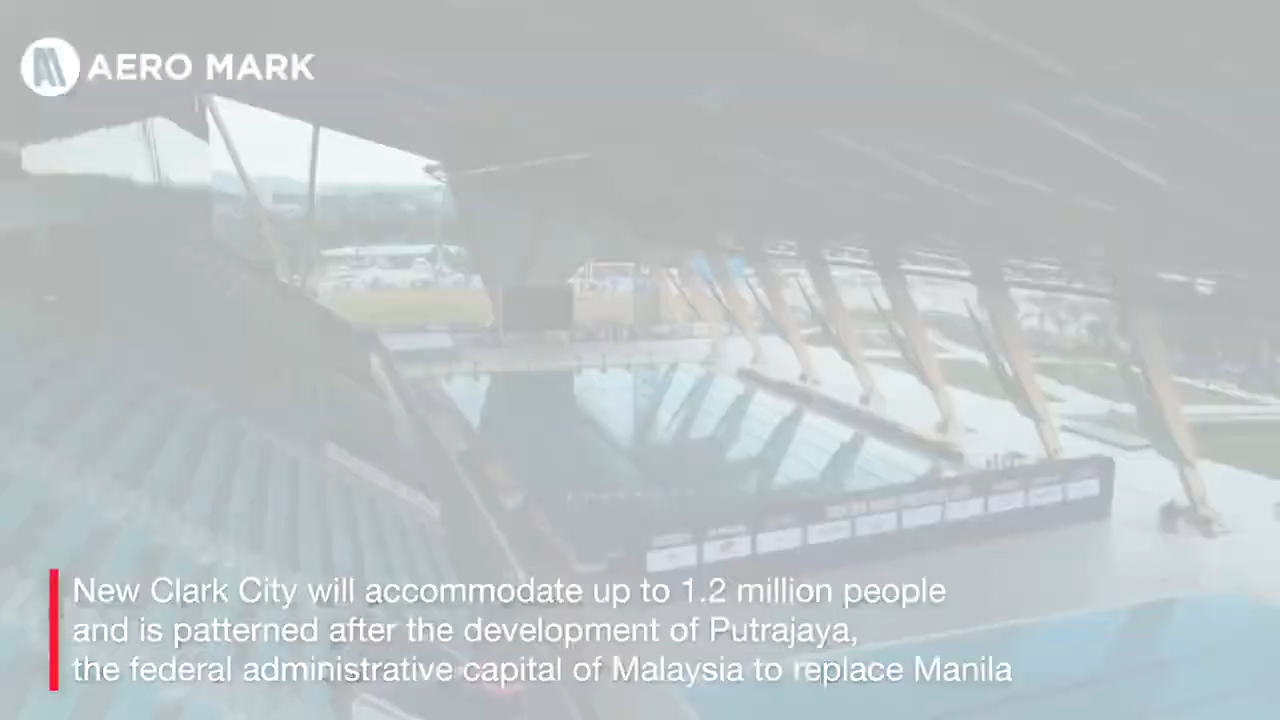 AERO MARK
New Clark City will accommodate up to 1.2 million people
and is patterned after the development of Putrajaya,
the federal administrative capital of Malaysia to replace Manila